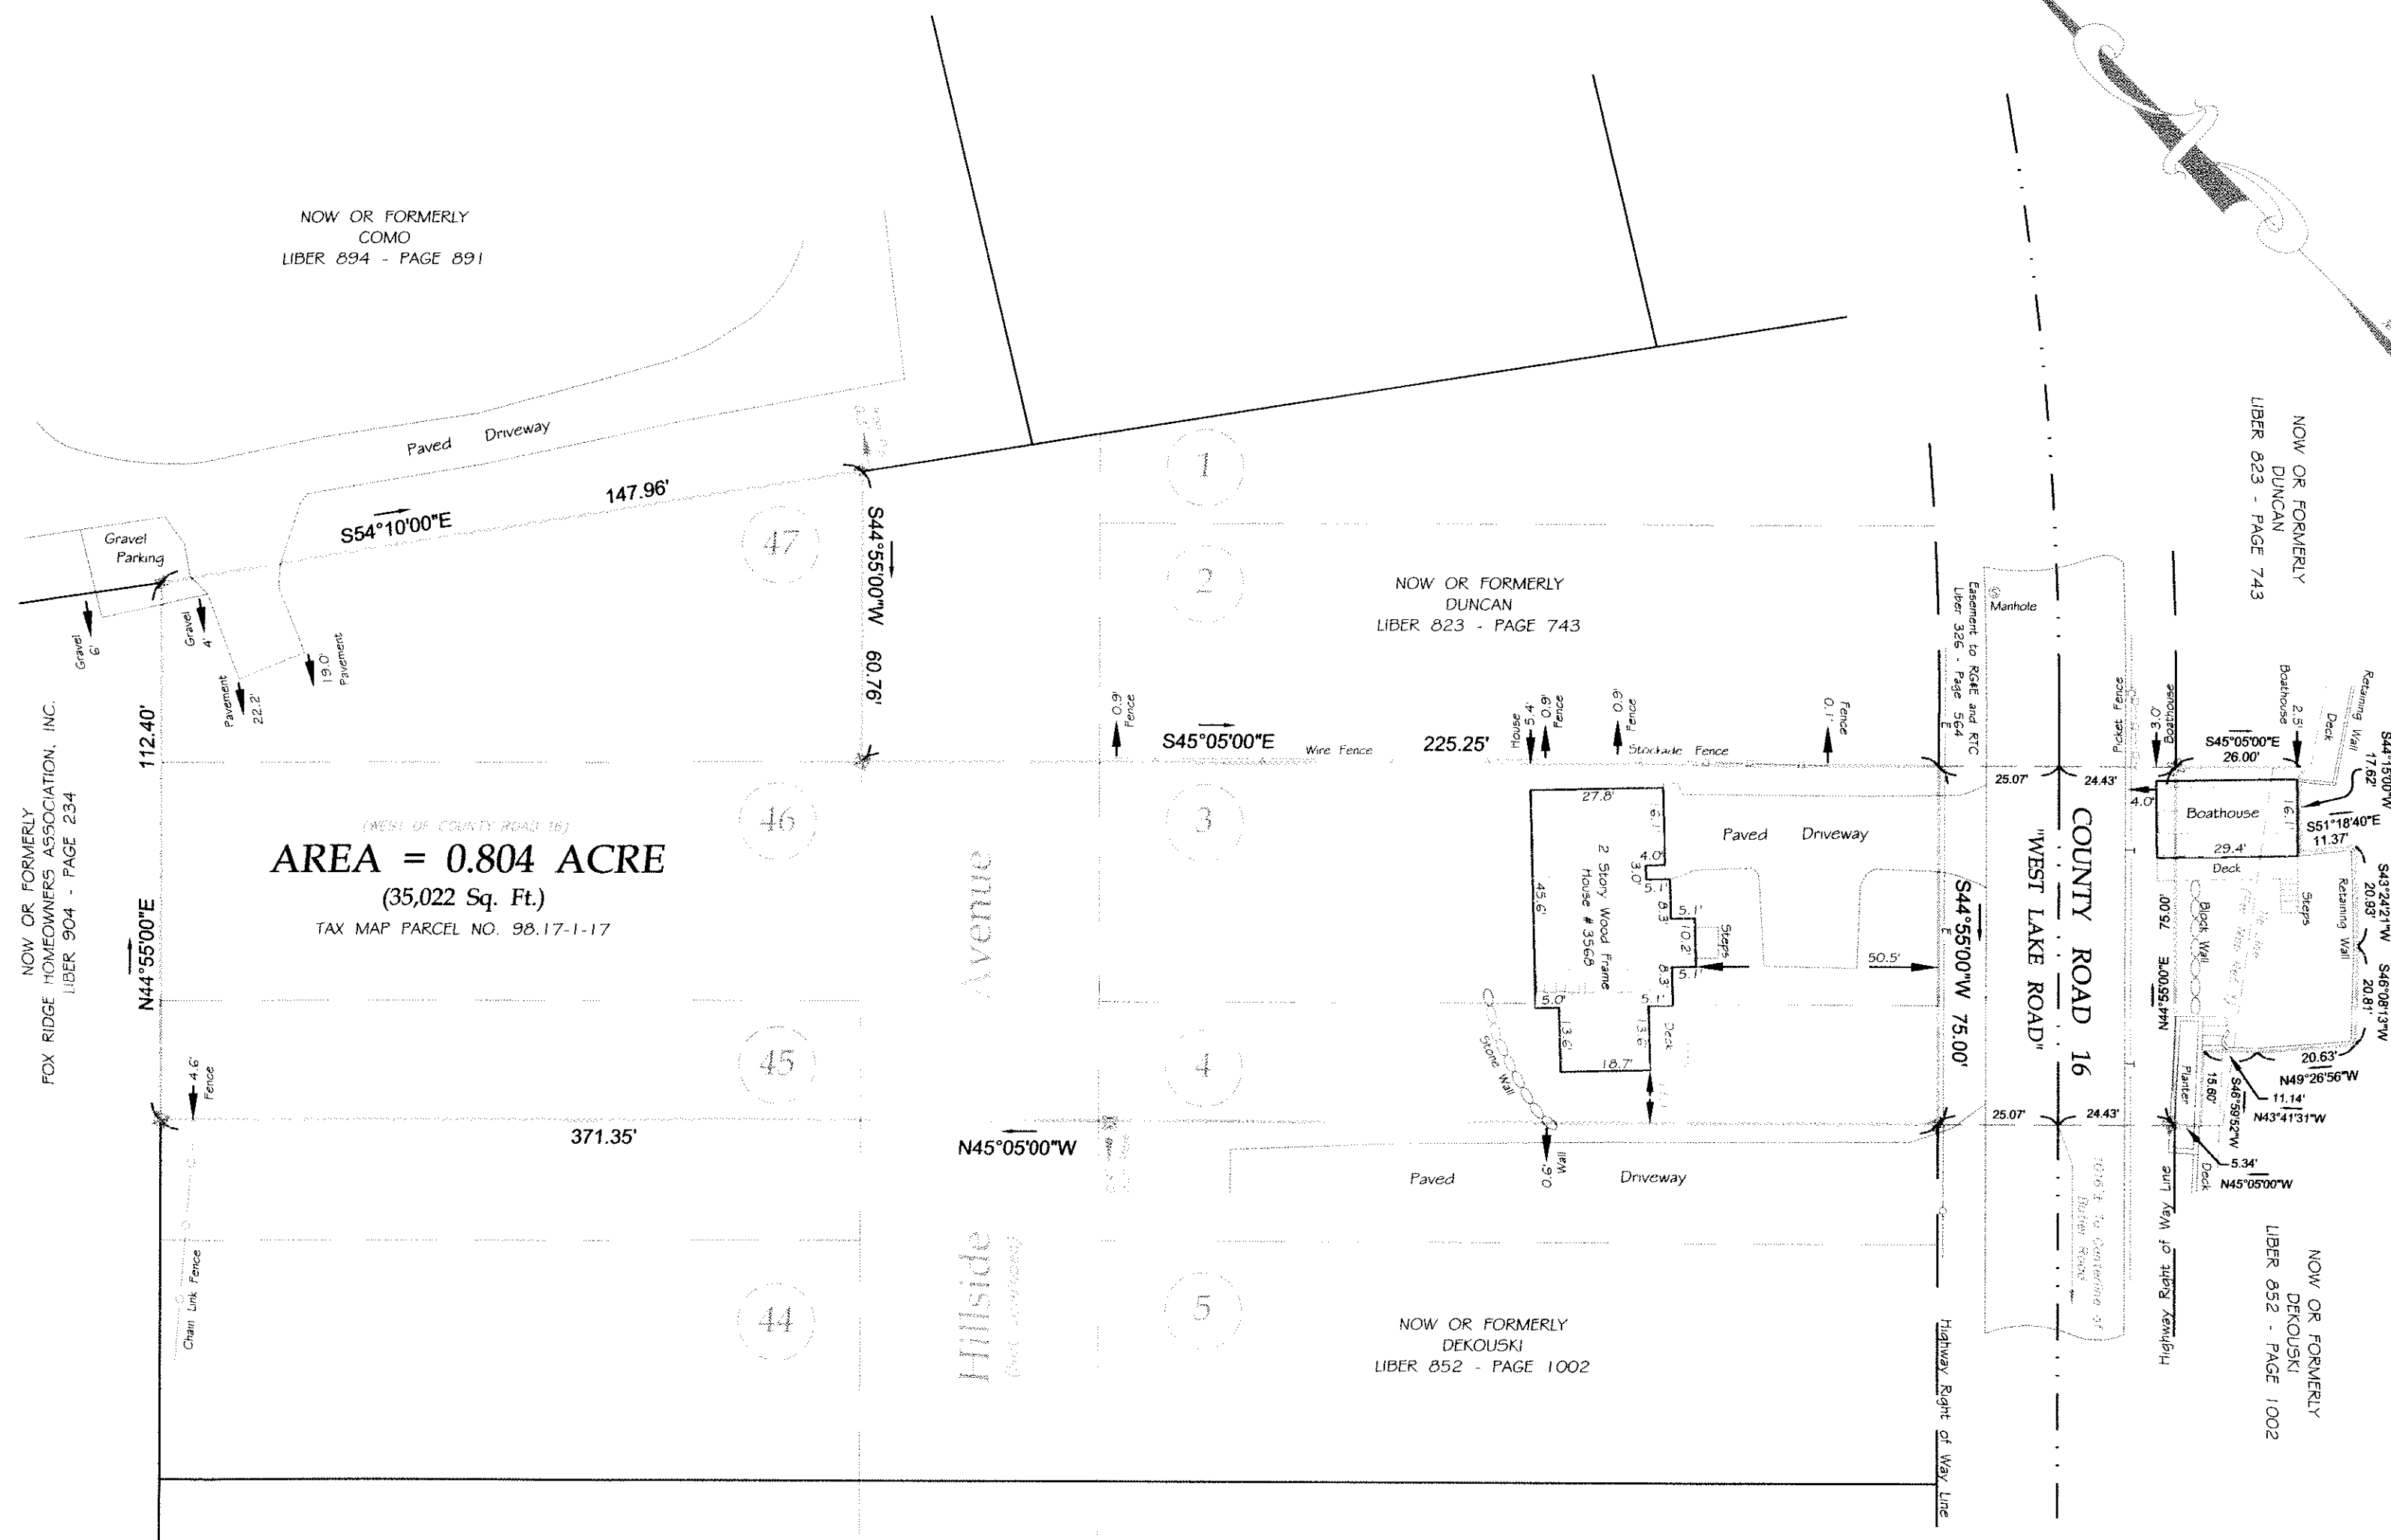 NOW OR FORMERLY
COMO
LIBER 894 - PAGE 891
Paved Driveway
Gravel
Parking
S54°10'00"E
147.96'
47
S44°55'00"W 60.76'
Gravel
6'
Gravel
4'
Pavement
22.2'
19.0'
Pavement
112.40'
N44°55'00"E
NOW OR FORMERLY
FOX RIDGE HOMEOWNERS ASSOCIATION, INC.
LIBER 904 - PAGE 234
(WEST OF COUNTY ROAD 16)
AREA = 0.804 ACRE
(35,022 Sq. Ft.)
TAX MAP PARCEL NO. 98.17-1-17
46
45
44
4.6'
Fence
Chain Link Fence
371.35'
N45°05'00"W
Hillside Avenue
1
2
3
4
5
NOW OR FORMERLY
DUNCAN
LIBER 823 - PAGE 743
0.9'
Fence
S45°05'00"E
Wire Fence
225.25'
House
5.4'
0.9'
Fence
0.9'
Fence
Stockade Fence
0.1'
Fence
27.8'
16.1'
4.0'
3.0'
5.1'
8.3'
5.1'
10.2'
Steps
5.1'
8.3'
5.1'
13.6'
Deck
18.7'
13.6'
5.0'
45.6'
2 Story Wood Frame
House # 3568
Paved Driveway
50.5'
Stone Wall
Wall
0.6'
Paved Driveway
NOW OR FORMERLY
DEKOUSKI
LIBER 852 - PAGE 1002
Easement to RG&E and RTC
Liber 326 - Page 564
E
E
Manhole
S44°55'00"W 75.00'
Highway Right of Way Line
25.07'
24.43'
25.07'
24.43'
COUNTY ROAD 16
"WEST LAKE ROAD"
Picket Fence
3.0'
Boathouse
4.0'
S45°05'00"E
26.00'
Boathouse
2.5'
Deck
Retaining Wall
S44°15'00"W
17.62'
Boathouse
16.1'
29.4'
Deck
S51°18'40"E
11.37'
S43°24'21"W
20.93'
Retaining Wall
Steps
Block Wall
75.00'
N44°55'00"E
S46°08'13"W
20.81'
20.63'
N49°26'56"W
11.14'
N43°41'31"W
15.60'
S46°59'52"W
Planter
5.34'
N45°05'00"W
Deck
Highway Right of Way Line
NOW OR FORMERLY
DUNCAN
LIBER 823 - PAGE 743
NOW OR FORMERLY
DEKOUSKI
LIBER 852 - PAGE 1002